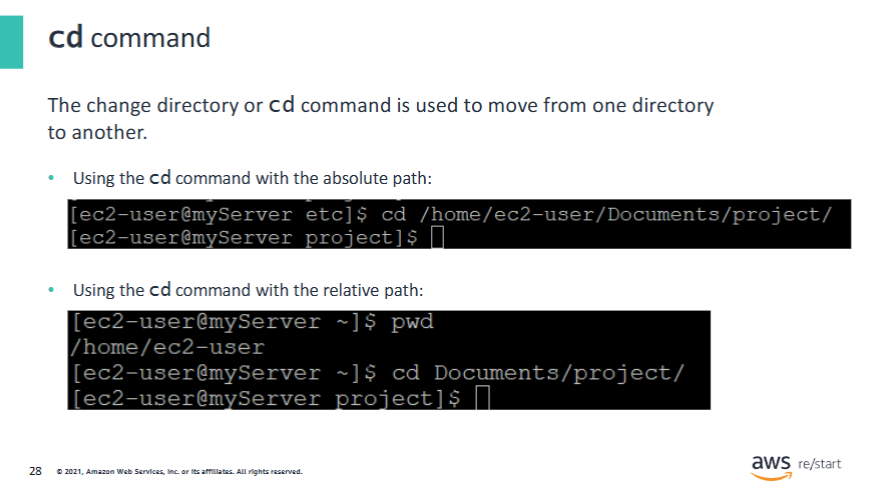 cd command
The change directory or cd command is used to move from one directory
to another.
• Using the cd command with the absolute path:
[ec2-user@myServer etc]$ cd /home/ec2-user/Documents/project/
[ec2-user@myServer project]$
• Using the cd command with the relative path:
[ec2-user@myServer ~]$ pwd
/home/ec2-user
[ec2-user@myServer ~]$ cd Documents/project/
[ec2-user@myServer project]$
28 © 2021, Amazon Web Services, Inc. or its affiliates. All rights reserved.
aws re/start